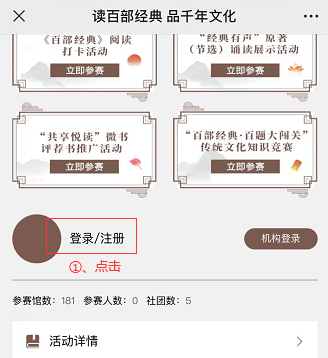 读百部经典 品千年文化
《百部经典》阅读
打卡活动
立即参赛
“经典有声”原著
（节选）诵读展示活动
立即参赛
“共享悦读”微书
评荐书推广活动
立即参赛
“百部经典·百题大闯关”
传统文化知识竞赛
立即参赛
登录/注册
机构登录
①、点击
参赛馆数：181 参赛人数：0 社团数：5
活动详情